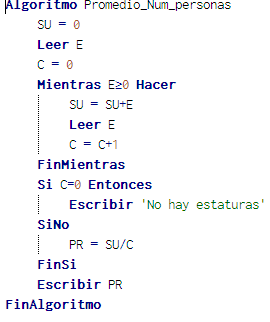 Algoritmo Promedio_Num_personas
SU = 0
Leer E
C = 0
Mientras E≥0 Hacer
SU = SU+E
Leer E
C = C+1
FinMientras
Si C=0 Entonces
Escribir 'No hay estaturas'
SiNo
PR = SU/C
FinSi
Escribir PR
FinAlgoritmo